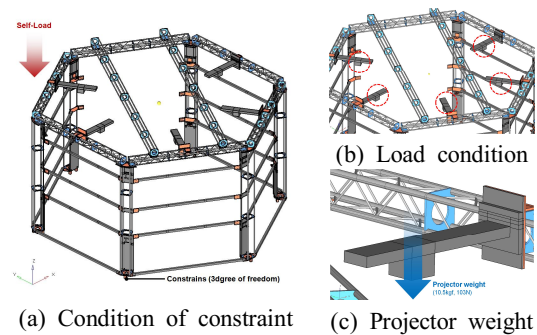 Self-Load
Constrains (3dgree of freedom)
Z
Y
X
(a) Condition of constraint
(b) Load condition
Projector weight
(10.5kgf, 103N)
(c) Projector weight